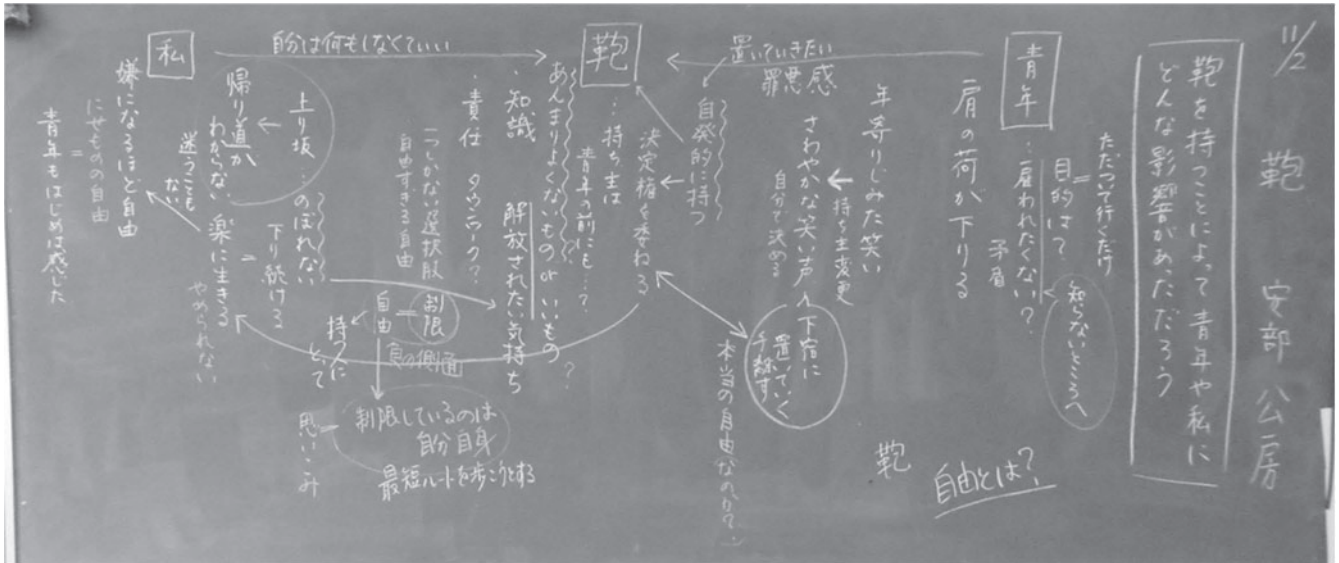 11/2
鞄　安部公房
鞄を持つことによって青年や私に
どんな影響があっただろう
ただついて行くだけ
目的は?
知らないところへ
青年
…雇われたくない?
矛盾
肩の荷が下りる
自由とは?
鞄
置いていきたい
罪悪感
年寄りじみた笑い
持ち主変更
さわやかな笑い声
自分で決める
下宿に
置いていく
手放す
本当の自由なのか?
自発的に持つ
決定権を委ねる
鞄
…持ち主は
青年の前にも…?
あんまりよくないもの or いいもの?
・知識
解放されたい気持ち
・責任　タウンワーク?
自由すぎる自由
制限
=
自由
負の側面
持つ人に
とって
制限しているのは
自分自身
最短ルートを歩こうとする
思いこみ
自分は何もしなくていい
私
上り坂…のぼれない
下り続ける
帰り道が
わからない
=
楽に生きる
やめられない
迷うことも
ない
嫌になるほど自由
にせもの自由
=
青年もはじめは感じた